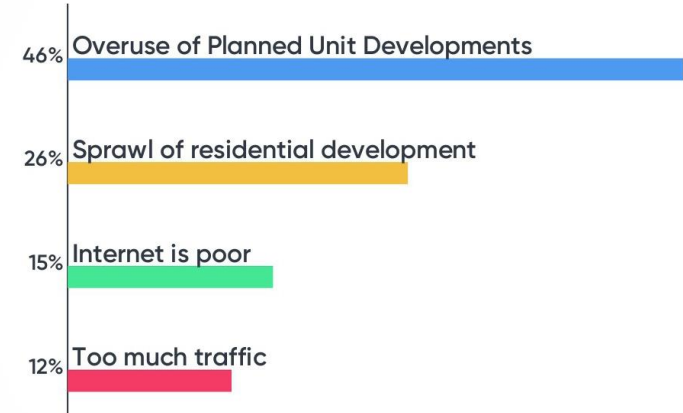 Overuse of Planned Unit Developments
46%
Sprawl of residential development
26%
Internet is poor
15%
Too much traffic
12%